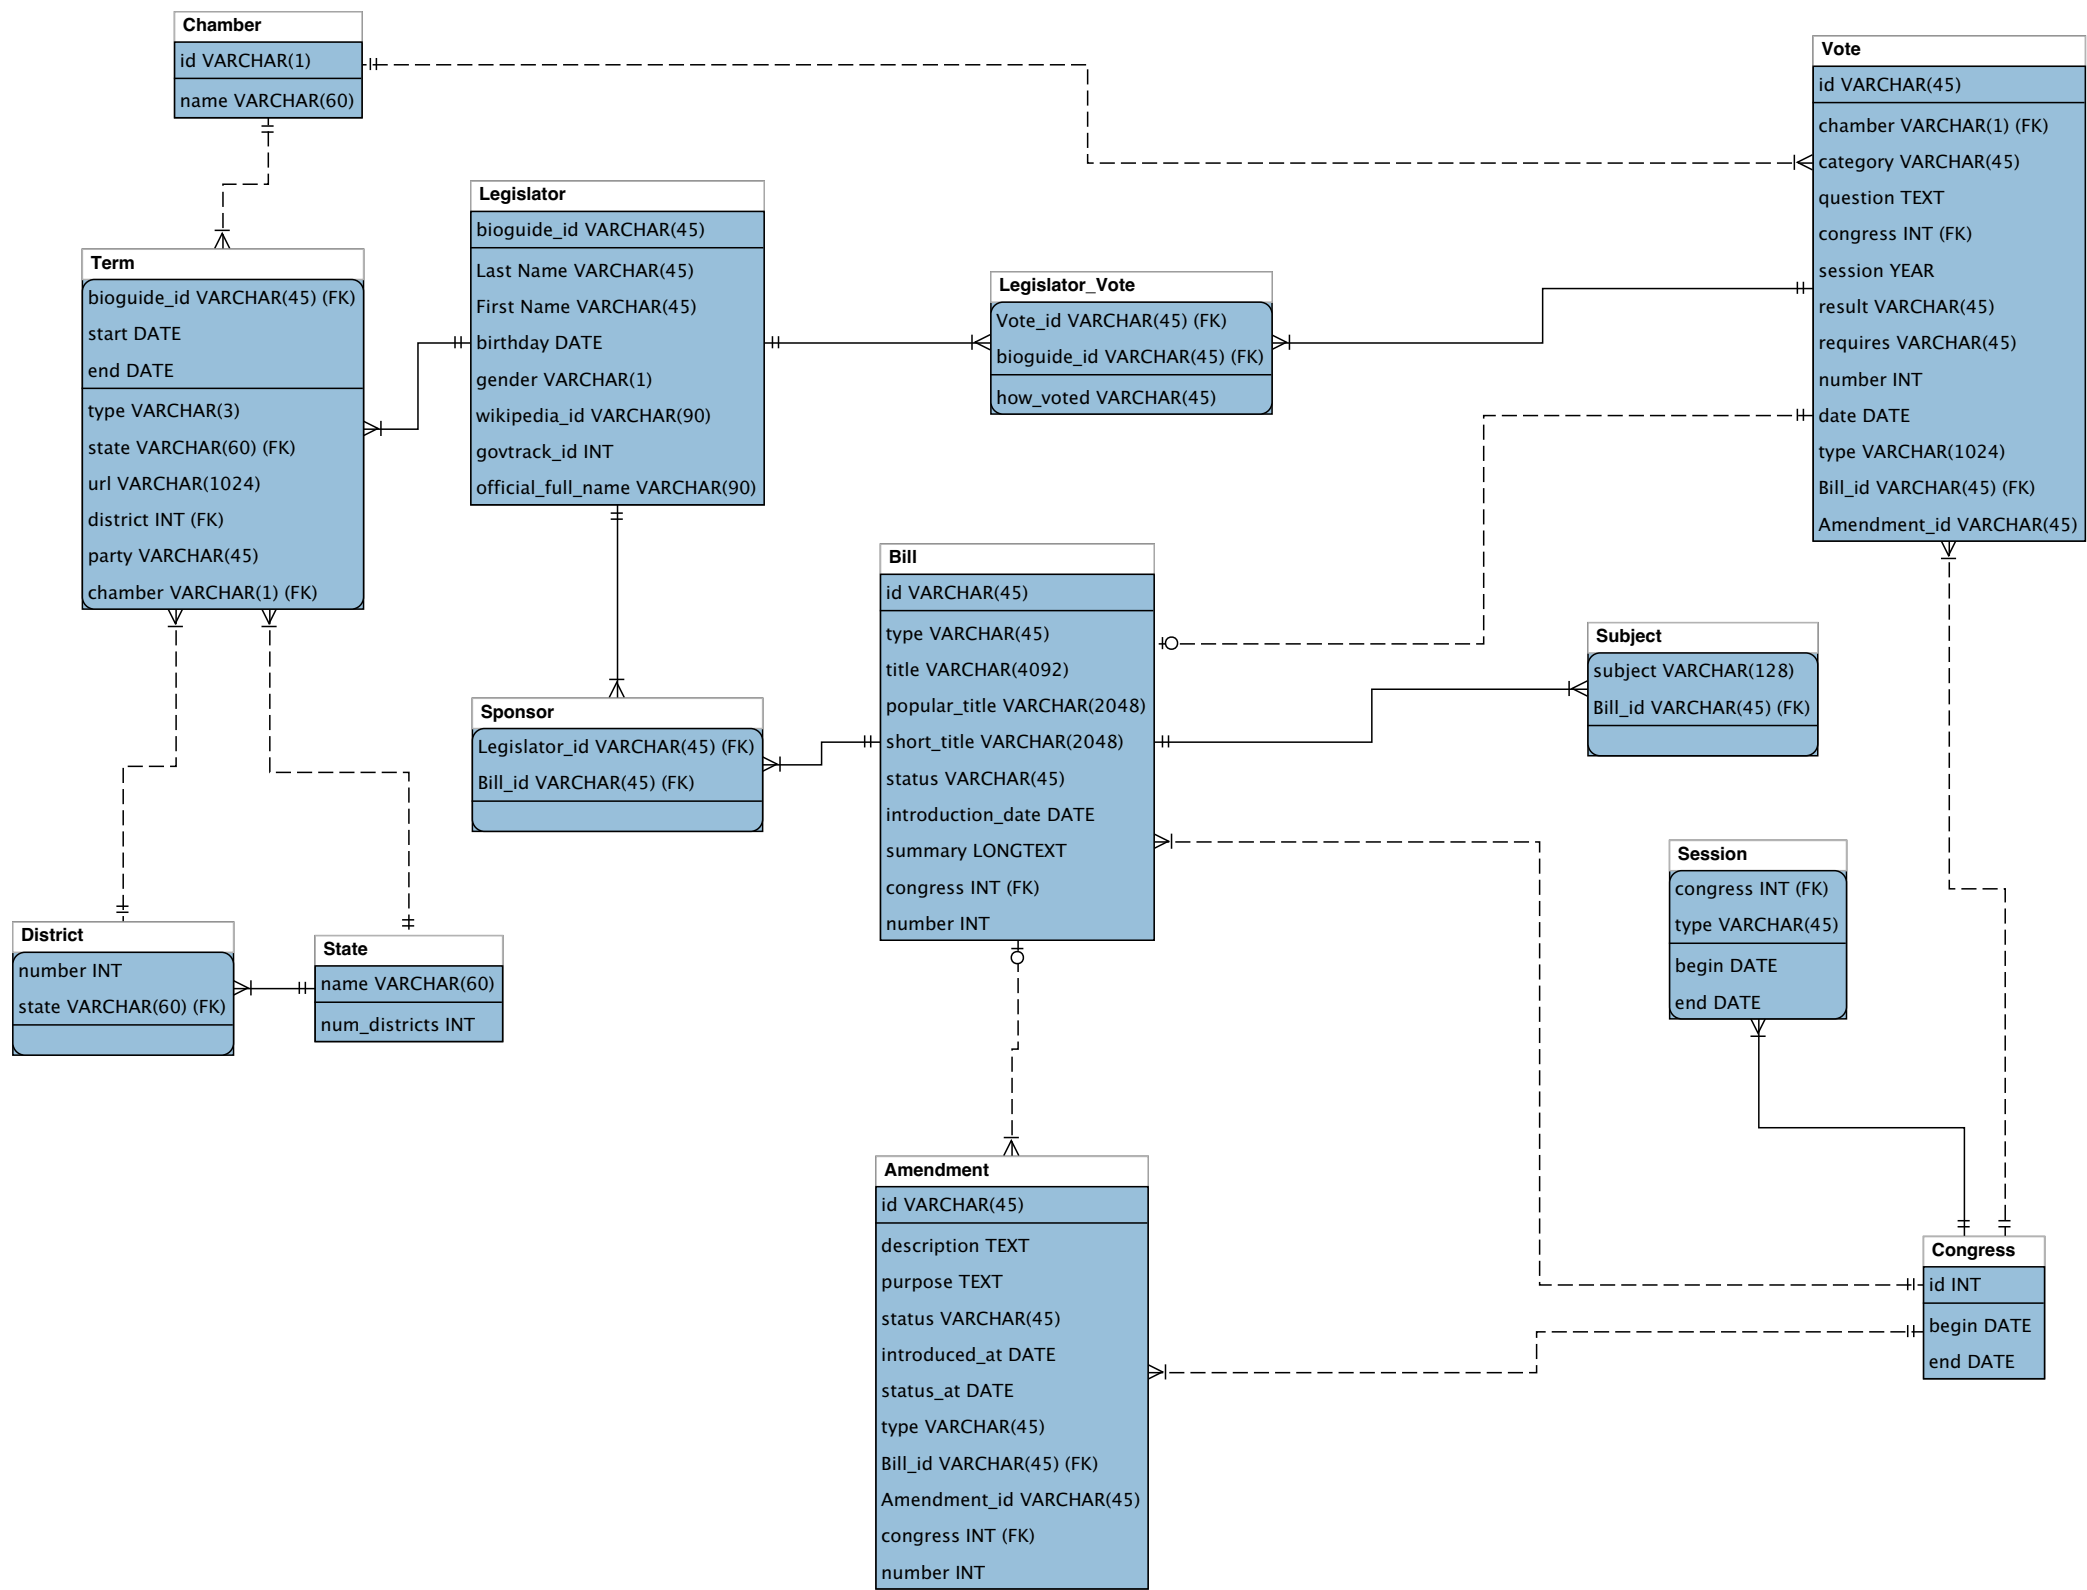 Chamber
id VARCHAR(1)
name VARCHAR(60)
Vote
id VARCHAR(45)
chamber VARCHAR(1) (FK)
category VARCHAR(45)
question TEXT
congress INT (FK)
session YEAR
result VARCHAR(45)
requires VARCHAR(45)
number INT
date DATE
type VARCHAR(1024)
Bill_id VARCHAR(45) (FK)
Amendment_id VARCHAR(45)
Legislator
bioguide_id VARCHAR(45)
Last Name VARCHAR(45)
First Name VARCHAR(45)
birthday DATE
gender VARCHAR(1)
wikipedia_id VARCHAR(90)
govtrack_id INT
official_full_name VARCHAR(90)
Term
bioguide_id VARCHAR(45) (FK)
start DATE
end DATE
type VARCHAR(3)
state VARCHAR(60) (FK)
url VARCHAR(1024)
district INT (FK)
party VARCHAR(45)
chamber VARCHAR(1) (FK)
Legislator_Vote
Vote_id VARCHAR(45) (FK)
bioguide_id VARCHAR(45) (FK)
how_voted VARCHAR(45)
Bill
id VARCHAR(45)
type VARCHAR(45)
title VARCHAR(4092)
popular_title VARCHAR(2048)
short_title VARCHAR(2048)
status VARCHAR(45)
introduction_date DATE
summary LONGTEXT
congress INT (FK)
number INT
Subject
subject VARCHAR(128)
Bill_id VARCHAR(45) (FK)
Sponsor
Legislator_id VARCHAR(45) (FK)
Bill_id VARCHAR(45) (FK)
Session
congress INT (FK)
type VARCHAR(45)
begin DATE
end DATE
District
number INT
state VARCHAR(60) (FK)
State
name VARCHAR(60)
num_districts INT
Amendment
id VARCHAR(45)
description TEXT
purpose TEXT
status VARCHAR(45)
introduced_at DATE
status_at DATE
type VARCHAR(45)
Bill_id VARCHAR(45) (FK)
Amendment_id VARCHAR(45)
congress INT (FK)
number INT
Congress
id INT
begin DATE
end DATE